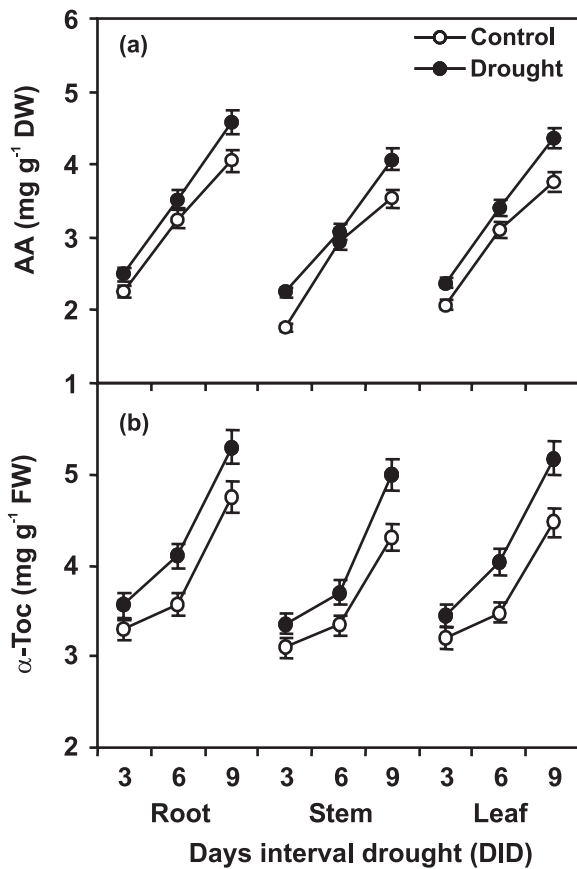 6
(a)
Control
Drought
5
4
3
2
1
AA (mg g⁻¹ DW)
(b)
5
4
3
2
α-Toc (mg g⁻¹ FW)
3 6 9 3 6 9 3 6 9
Root Stem Leaf
Days interval drought (DID)